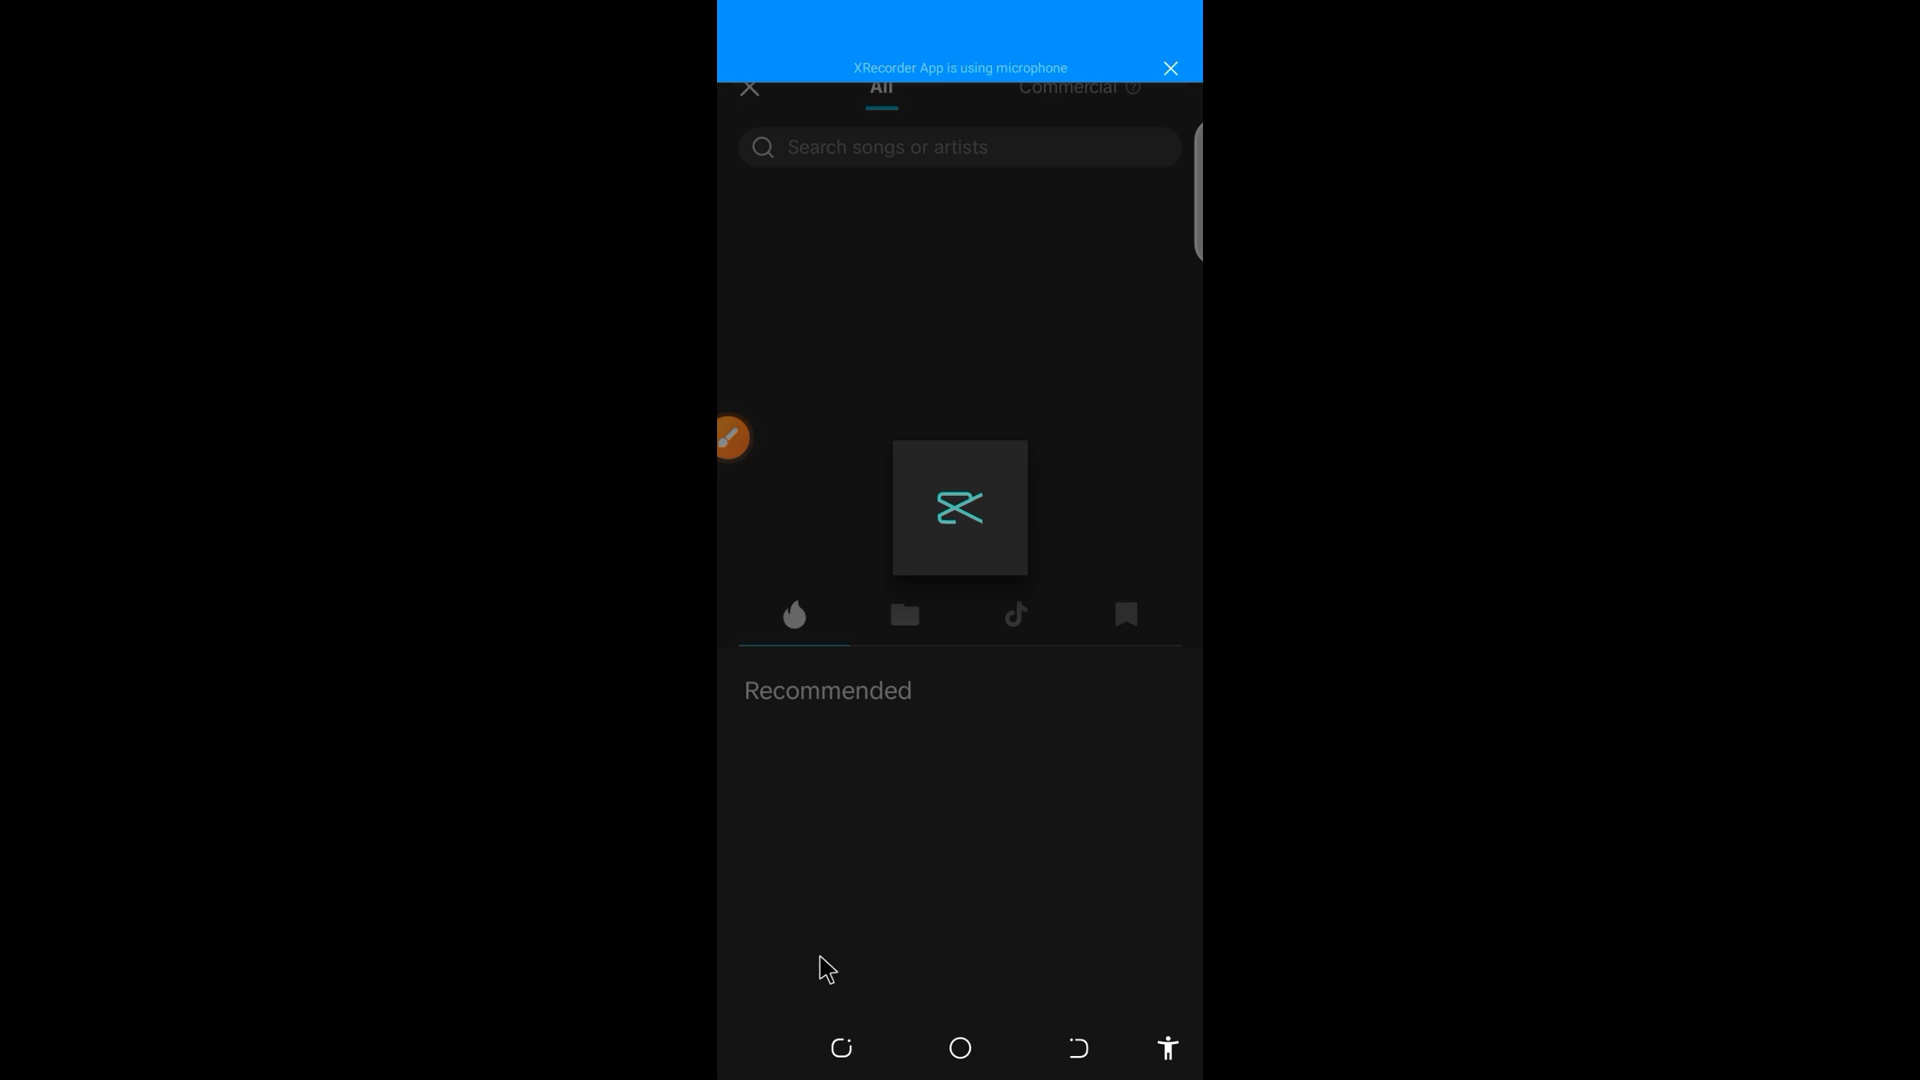 XRecorder App is using microphone
All
Commercial
Search songs or artists
Recommended